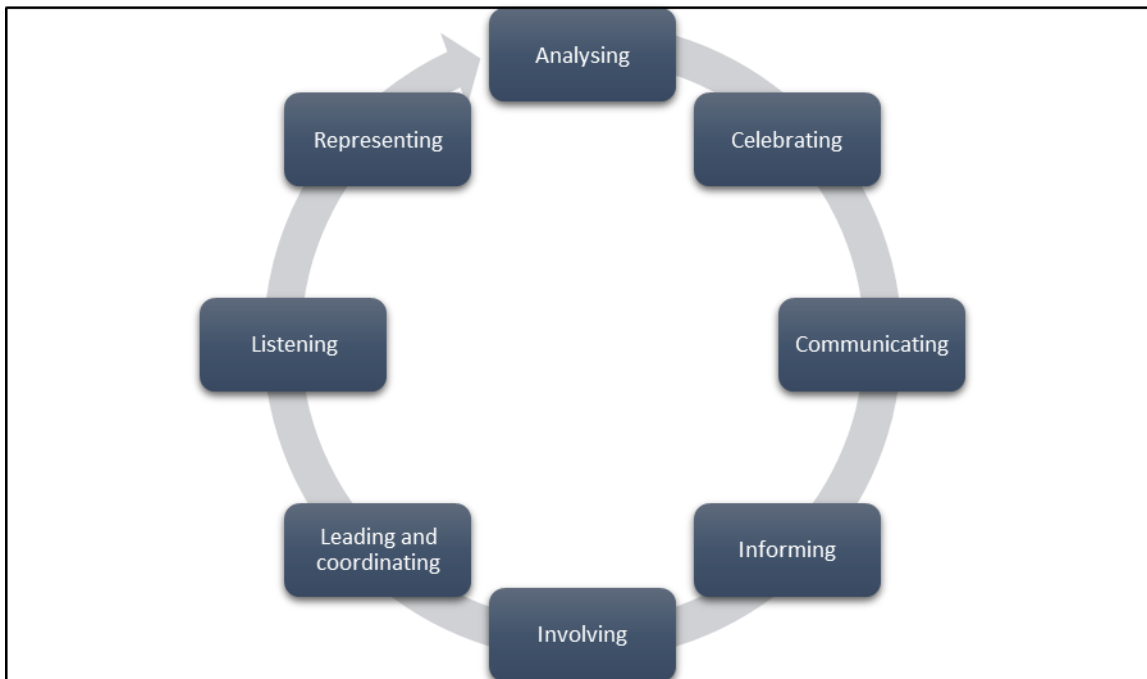 Analysing
Celebrating
Communicating
Informing
Involving
Leading and
coordinating
Listening
Representing